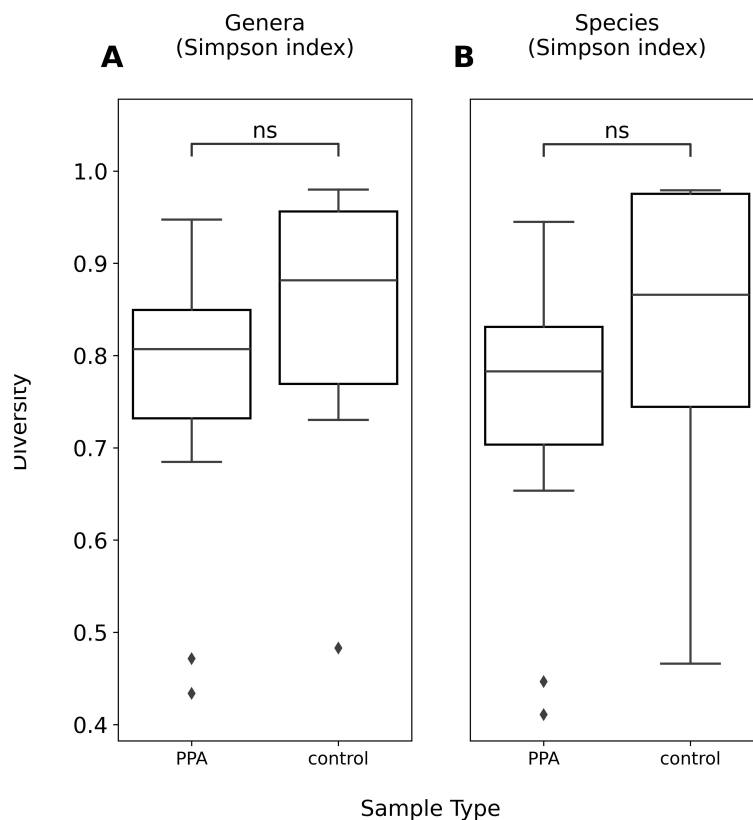 Genera
(Simpson index)
A
Species
(Simpson index)
B
ns
ns
1.0
0.9
0.8
0.7
0.6
0.5
0.4
Diversity
PPA
control
PPA
control
Sample Type